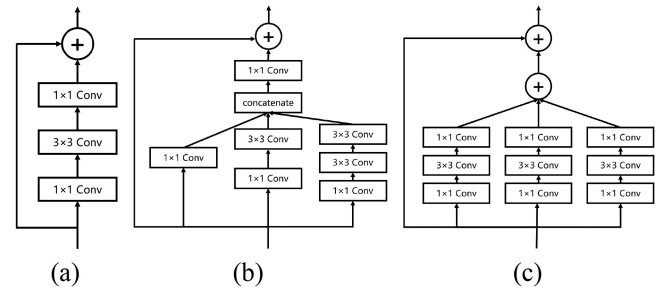 +
1×1 Conv
3×3 Conv
1×1 Conv
(a)
+
1×1 Conv
concatenate
1×1 Conv
3×3 Conv
1×1 Conv
3×3 Conv
3×3 Conv
1×1 Conv
(b)
+
+
1×1 Conv 1×1 Conv 1×1 Conv
3×3 Conv 3×3 Conv 3×3 Conv
1×1 Conv 1×1 Conv 1×1 Conv
(c)